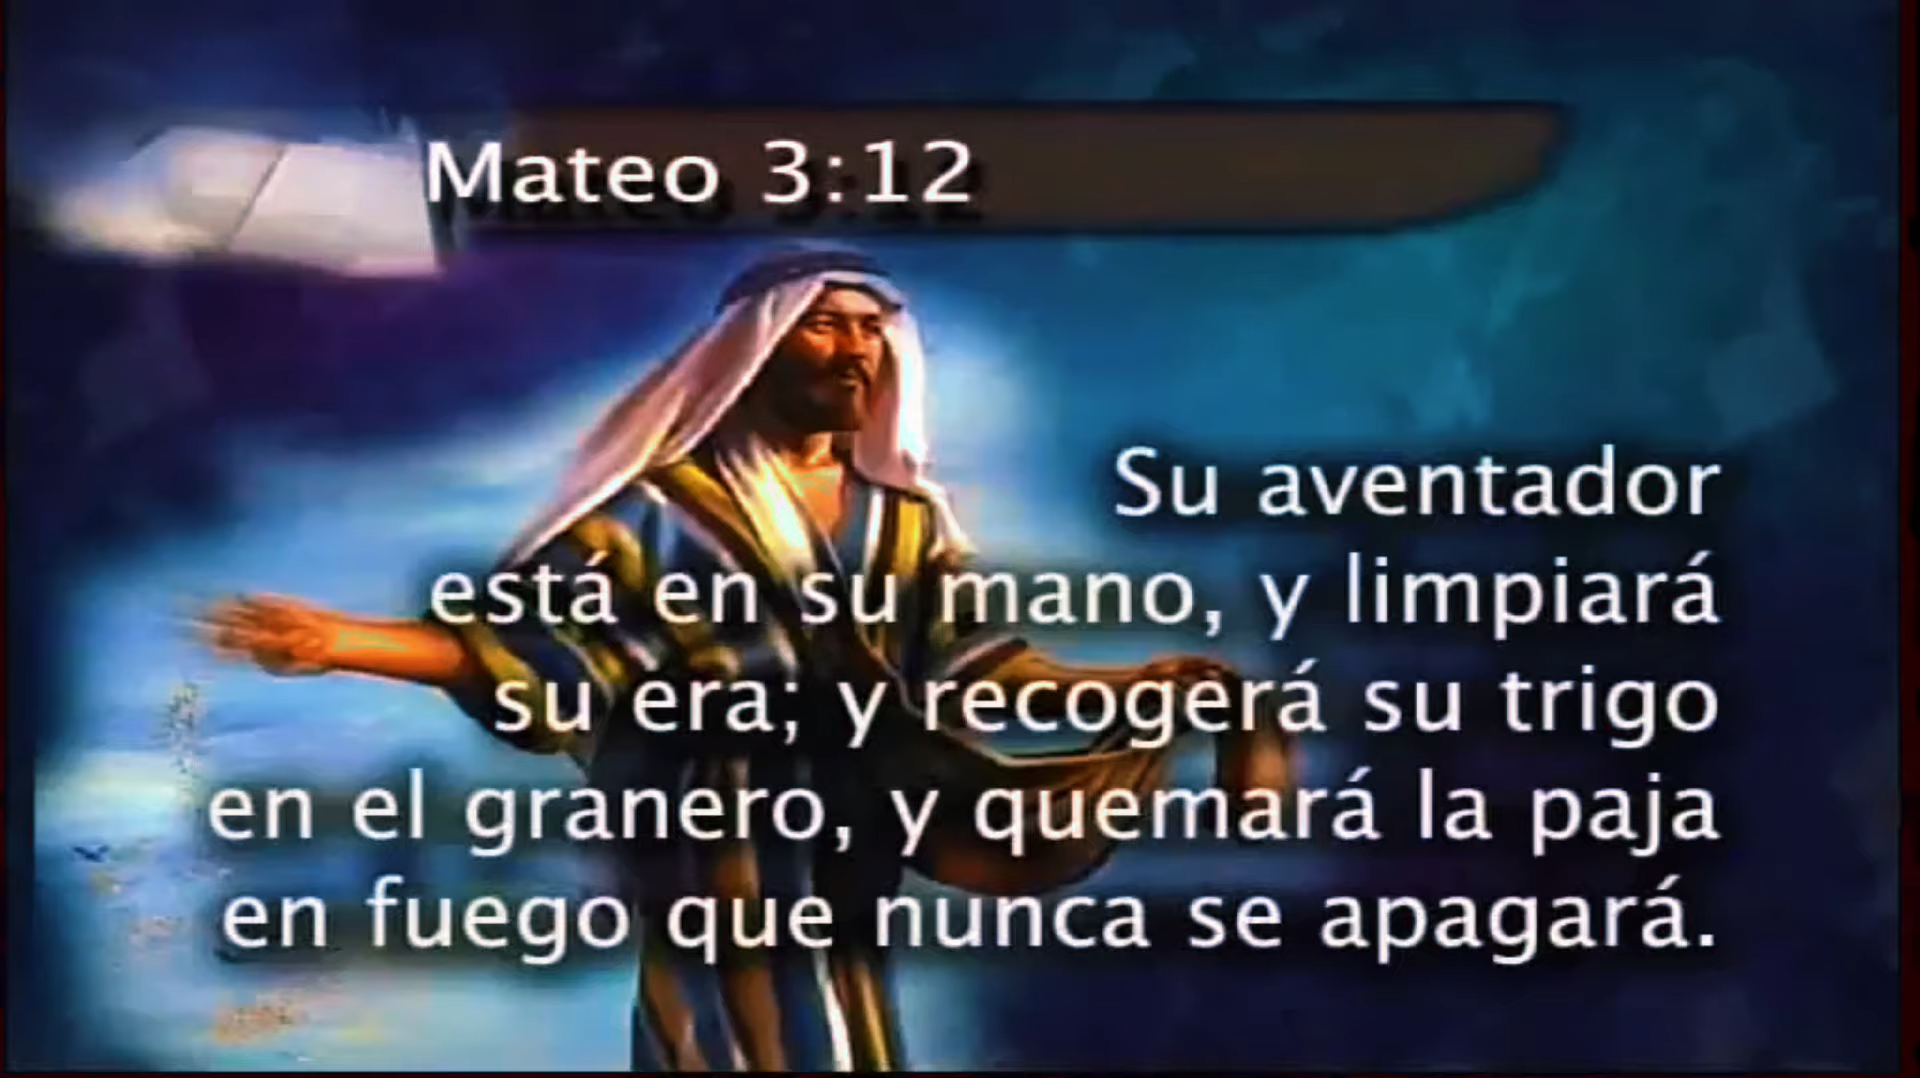 Mateo 3:12
Su aventador
está en su mano, y limpiará
su era; y recogerá su trigo
en el granero, y quemará la paja
en fuego que nunca se apagará.